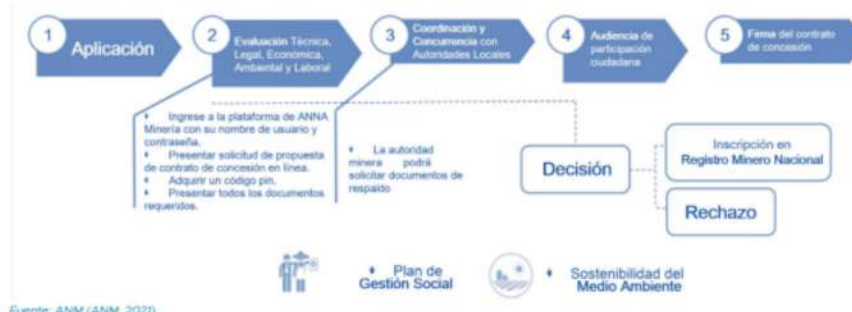 1
Aplicación
2
Evaluación Técnica,
Legal, Económica,
Ambiental y Laboral
3
Coordinación y
Concurrencia con
Autoridades Locales
4
Audiencia de
participación
ciudadana
5
Firma del contrato
de concesión
♦ Ingrese a la plataforma de ANNA
Minería con su nombre de usuario y
contraseña.
♦ Presentar solicitud de propuesta
de contrato de concesión en línea.
♦ Adquirir un código pin.
♦ Presentar todos los documentos
requeridos.
♦ La autoridad
minera podrá
solicitar documentos de
respaldo
Decisión
Inscripción en
Registro Minero Nacional
Rechazo
♦ Plan de
Gestión Social
♦ Sostenibilidad del
Medio Ambiente
Fuente: ANM (ANM, 2021)